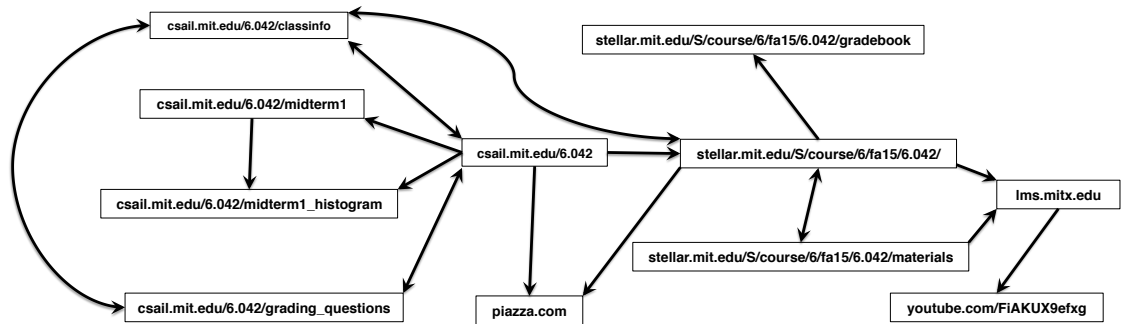 csail.mit.edu/6.042/classinfo
stellar.mit.edu/S/course/6/fa15/6.042/gradebook
csail.mit.edu/6.042/midterm1
csail.mit.edu/6.042
stellar.mit.edu/S/course/6/fa15/6.042/
csail.mit.edu/6.042/midterm1_histogram
lms.mitx.edu
stellar.mit.edu/S/course/6/fa15/6.042/materials
csail.mit.edu/6.042/grading_questions
piazza.com
youtube.com/FiAKUX9efxg